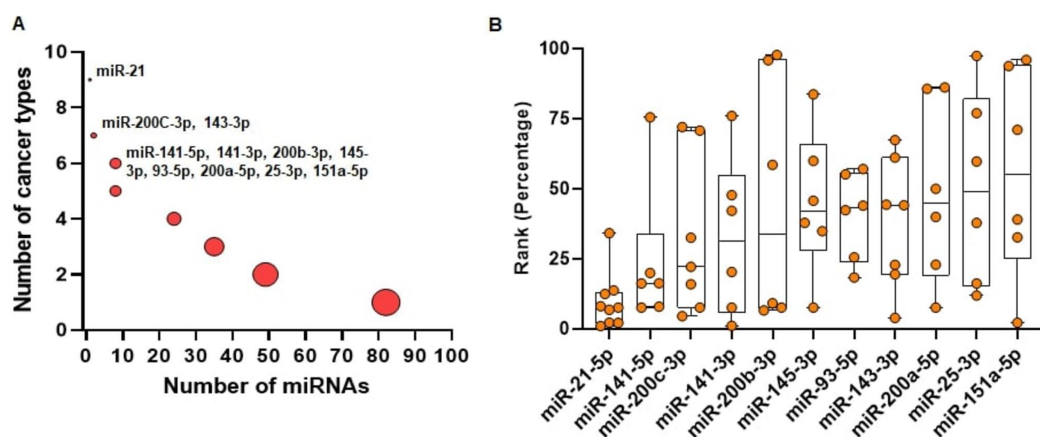 A
10
8
6
4
2
0
miR-21
miR-200C-3p, 143-3p
miR-141-5p, 141-3p, 200b-3p, 145-
3p, 93-5p, 200a-5p, 25-3p, 151a-5p
0 10 20 30 40 50 60 70 80 90 100
Number of miRNAs
Number of cancer types
B
100
75
50
25
0
Rank (Percentage)
miR-21-5p
miR-141-5p
miR-200c-3p
miR-141-3p
miR-200b-3p
miR-145-3p
miR-93-5p
miR-143-3p
miR-200a-5p
miR-25-3p
miR-151a-5p